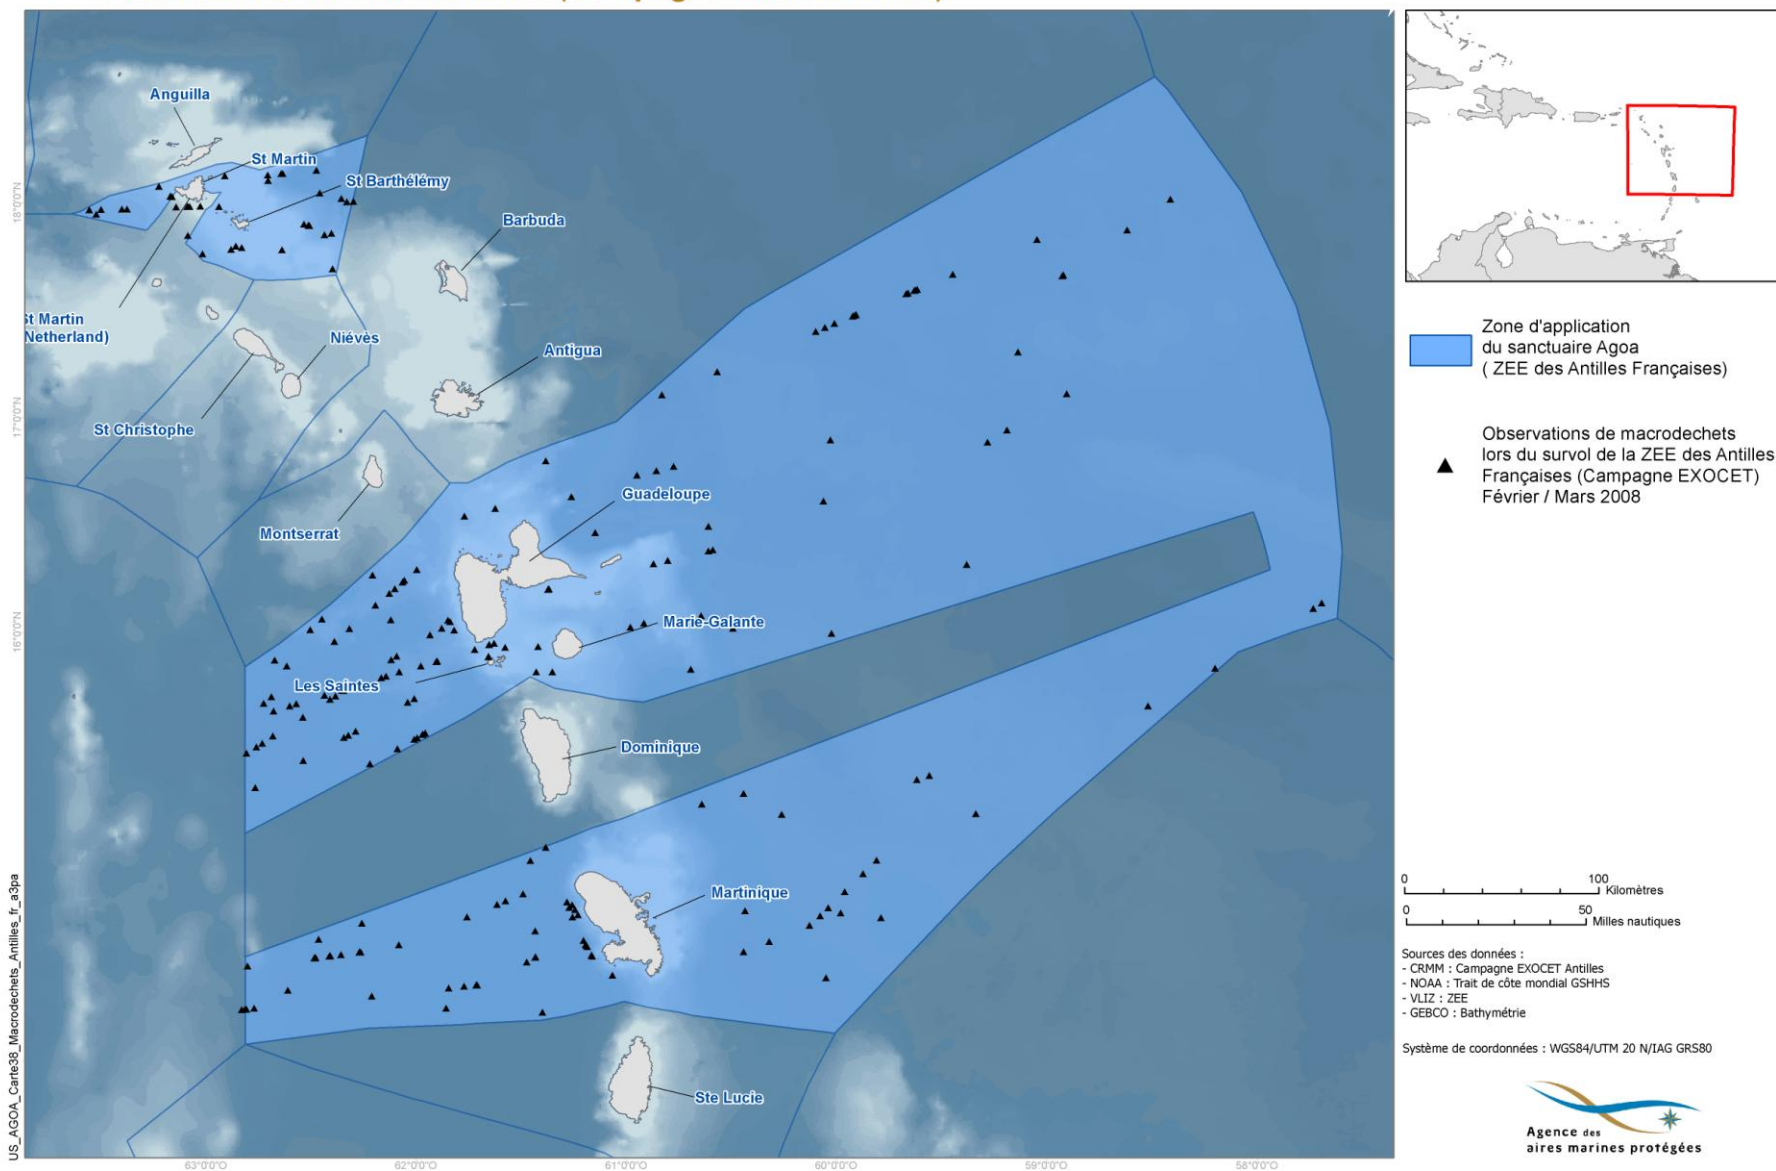 Anguilla
St Martin
St Barthélémy
Barbuda
St Martin
Netherland)
Niévès
Antigua
St Christophe
Montserrat
Guadeloupe
Marie-Galante
Les Saintes
Dominique
Martinique
Ste Lucie
18°0'0"N
17°0'0"N
16°0'0"N
63°0'0"O
62°0'0"O
61°0'0"O
60°0'0"O
59°0'0"O
58°0'0"O
US_AGOA_Carte38_Macrodechets_Antilles_fr_a3pa
Zone d'application
du sanctuaire Agoa
( ZEE des Antilles Françaises)
Observations de macrodechets
lors du survol de la ZEE des Antilles
Françaises (Campagne EXOCET)
Février / Mars 2008
0 100 Kilomètres
0 50 Milles nautiques
Sources des données :
- CRMM : Campagne EXOCET Antilles
- NOAA : Trait de côte mondial GSHHS
- VLIZ : ZEE
- GEBCO : Bathymétrie
Système de coordonnées : WGS84/UTM 20 N/IAG GRS80
Agence des
aires marines protégées